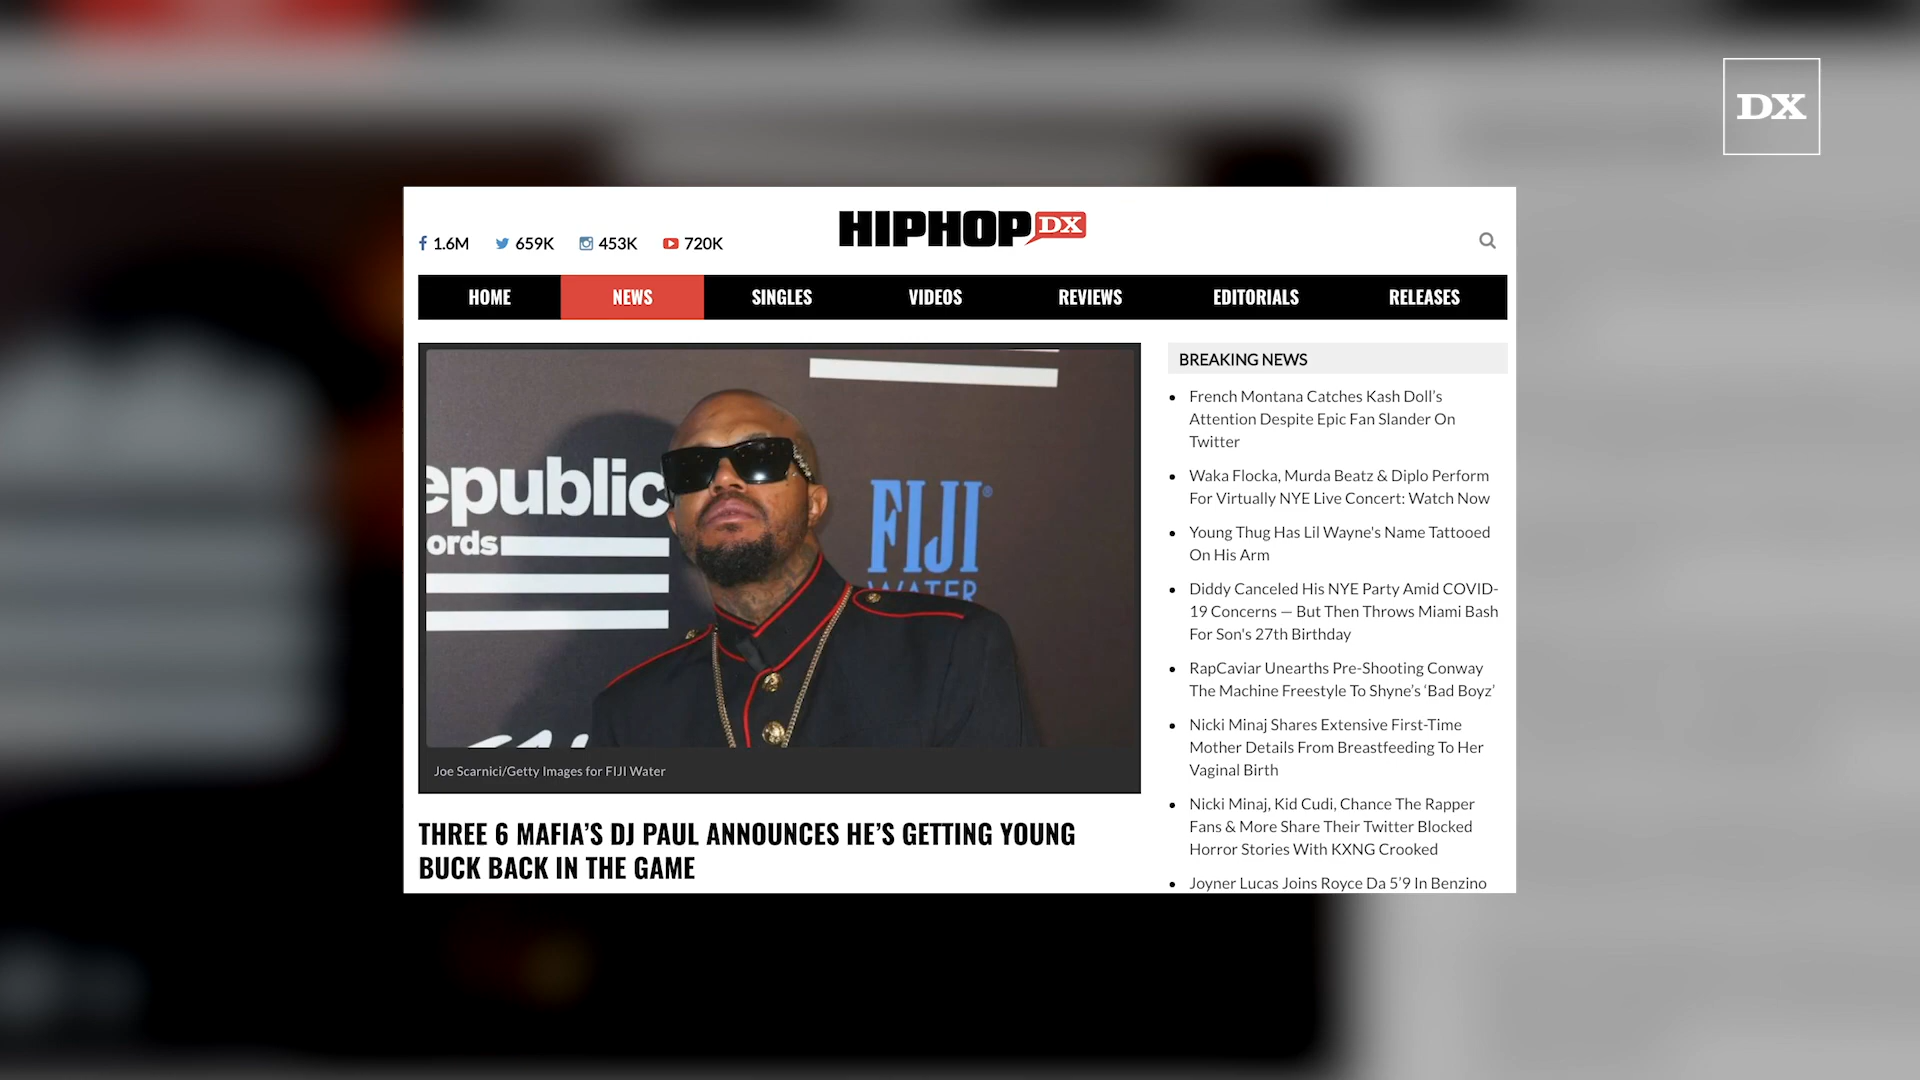 DX
1.6M 659K 453K 720K
HIPHOPDX
HOME NEWS SINGLES VIDEOS REVIEWS EDITORIALS RELEASES
epublic
ords
FIJI®
WATER
Joe Scarnici/Getty Images for FIJI Water
THREE 6 MAFIA'S DJ PAUL ANNOUNCES HE'S GETTING YOUNG
BUCK BACK IN THE GAME
BREAKING NEWS
French Montana Catches Kash Doll's
Attention Despite Epic Fan Slander On
Twitter
Waka Flocka, Murda Beatz & Diplo Perform
For Virtually NYE Live Concert: Watch Now
Young Thug Has Lil Wayne's Name Tattooed
On His Arm
Diddy Canceled His NYE Party Amid COVID-
19 Concerns — But Then Throws Miami Bash
For Son's 27th Birthday
RapCaviar Unearths Pre-Shooting Conway
The Machine Freestyle To Shyne's 'Bad Boyz'
Nicki Minaj Shares Extensive First-Time
Mother Details From Breastfeeding To Her
Vaginal Birth
Nicki Minaj, Kid Cudi, Chance The Rapper
Fans & More Share Their Twitter Blocked
Horror Stories With KXNG Crooked
Joyner Lucas Joins Royce Da 5'9 In Benzino